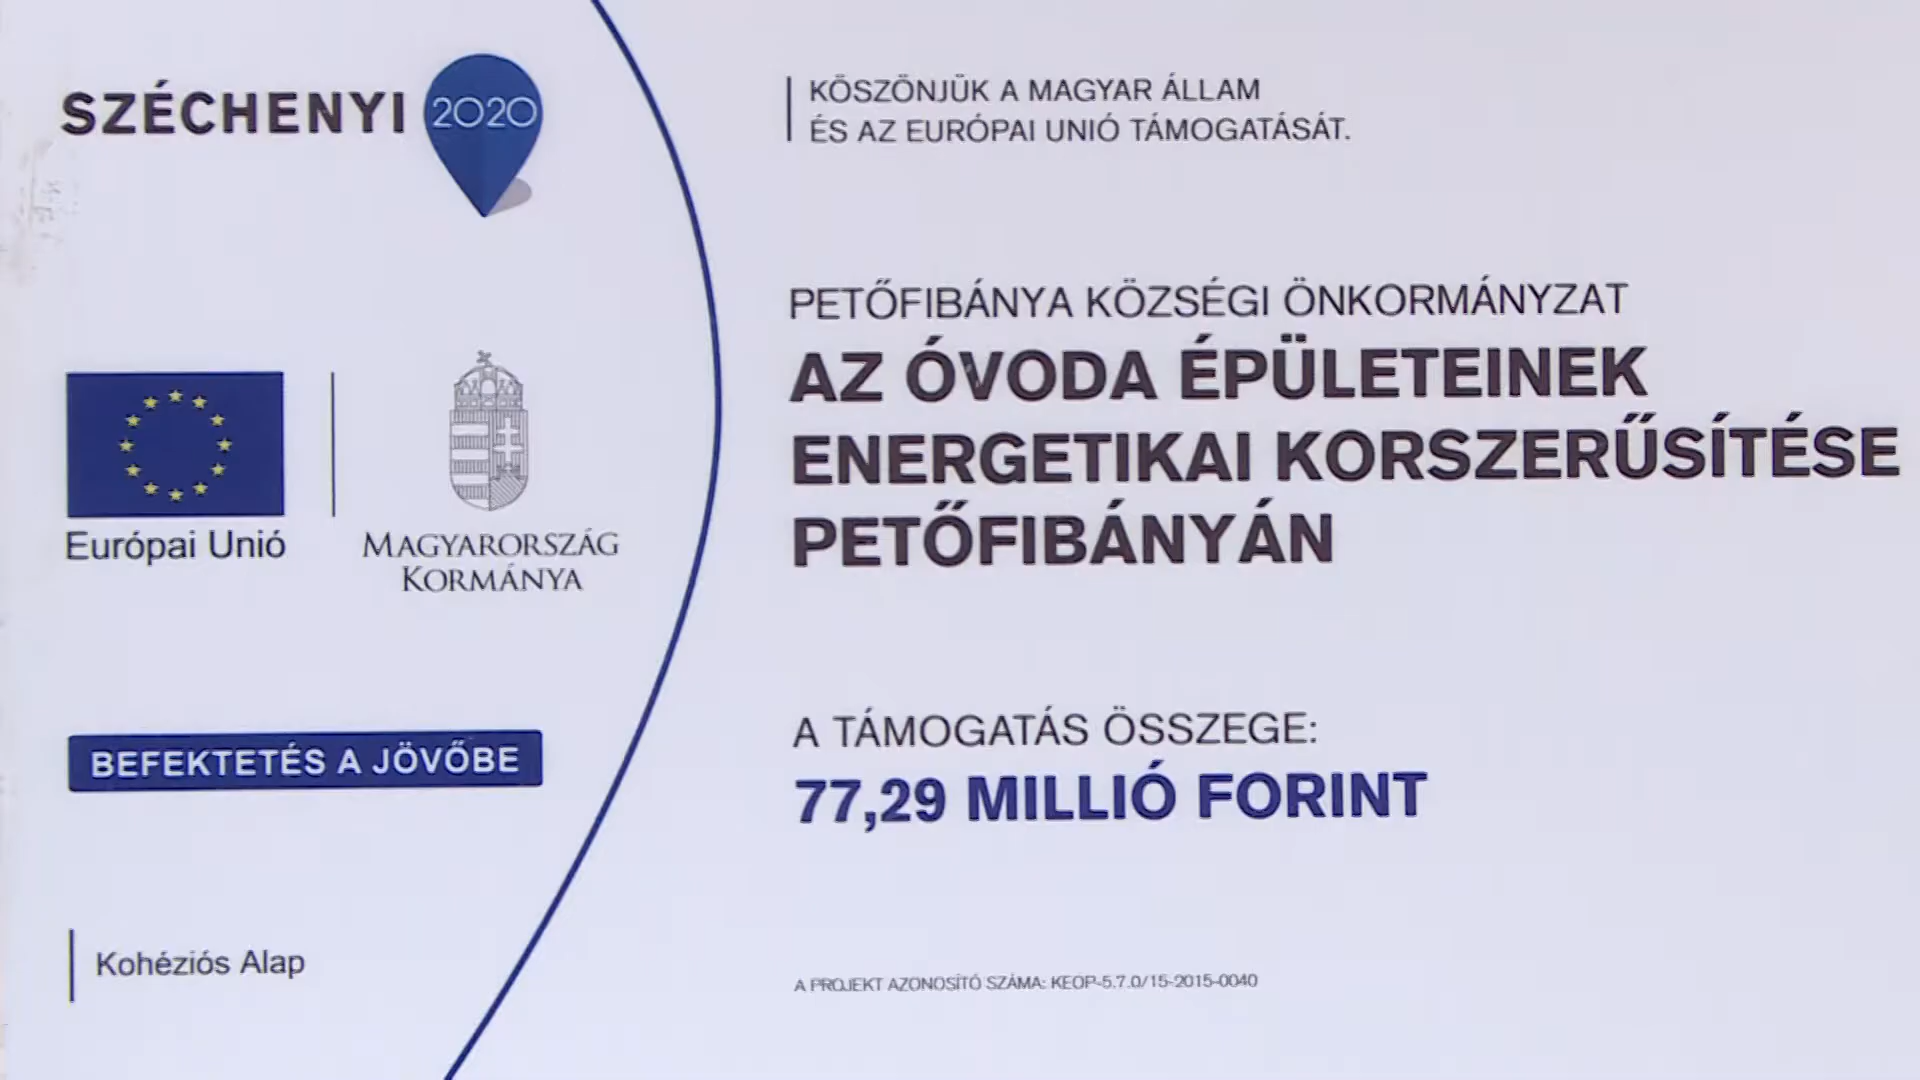 SZÉCHENYI 2020
KÖSZÖNJÜK A MAGYAR ÁLLAM
ÉS AZ EURÓPAI UNIÓ TÁMOGATÁSÁT.
PETŐFIBÁNYA KÖZSÉGI ÖNKORMÁNYZAT
AZ ÓVODA ÉPÜLETEINEK
ENERGETIKAI KORSZERŰSÍTÉSE
PETŐFIBÁNYÁN
Európai Unió
MAGYARORSZÁG
KORMÁNYA
BEFEKTETÉS A JÖVŐBE
A TÁMOGATÁS ÖSSZEGE:
77,29 MILLIÓ FORINT
Kohéziós Alap
A PROJEKT AZONOSÍTÓ SZÁMA: KEOP-5.7.0/15-2015-0040